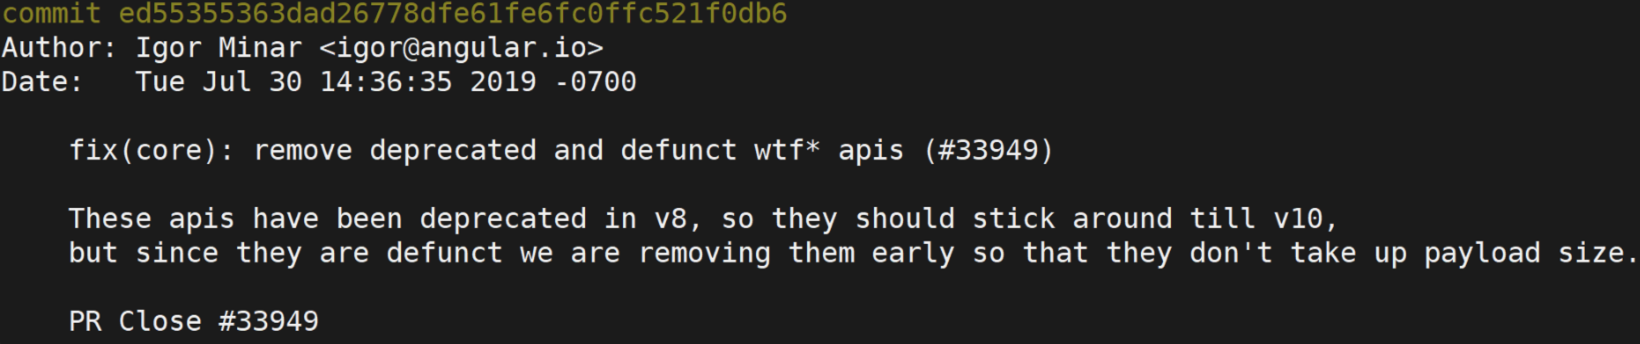 commit ed55355363dad26778dfe61fe6fc0ffc521f0db6
Author: Igor Minar <igor@angular.io>
Date:   Tue Jul 30 14:36:35 2019 -0700
fix(core): remove deprecated and defunct wtf* apis (#33949)
These apis have been deprecated in v8, so they should stick around till v10,
but since they are defunct we are removing them early so that they don't take up payload size.
PR Close #33949